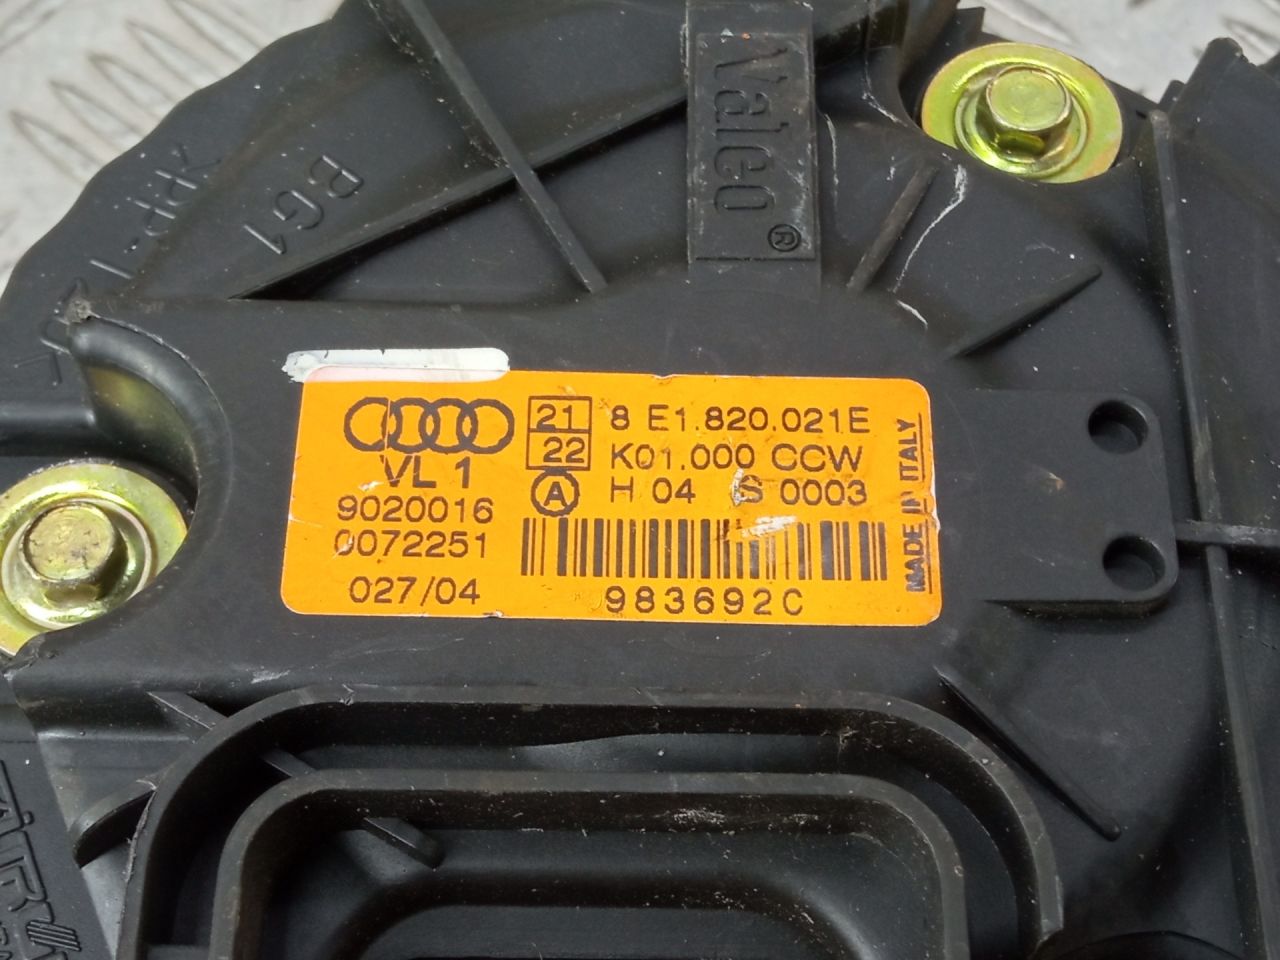 Valeo®
BG1
VL 1
9020016
0072251
027/04
21
22
A
8 E1.820.021E
K01.000 CCW
H 04 S 0003
983692C
MADE IN ITALY